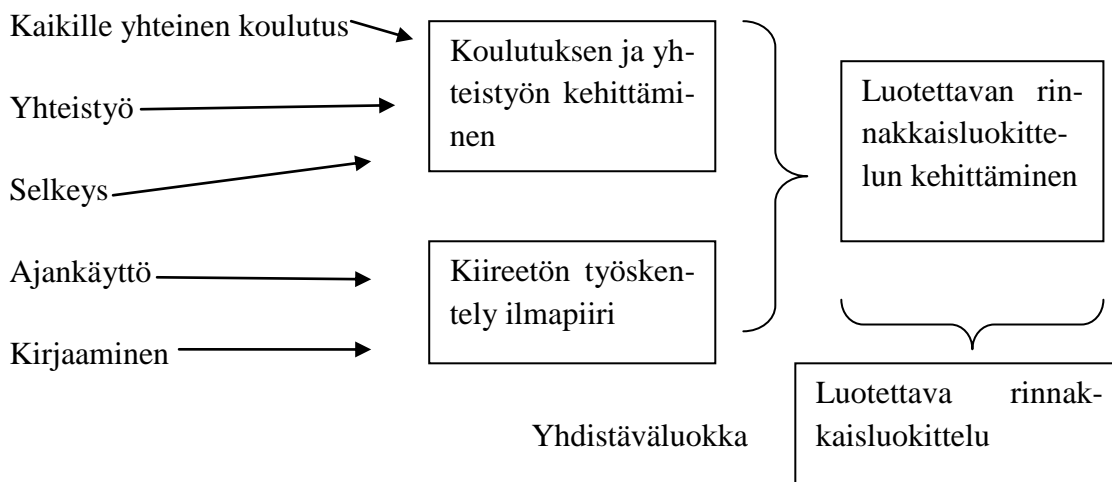 Kaikille yhteinen koulutus
Yhteistyö
Selkeys
Ajankäyttö
Kirjaaminen
Koulutuksen ja yh-
teistyön kehittämi-
nen
Kiireetön työsken-
tely ilmapiiri
Luotettavan rin-
nakkaisluokitte-
lun kehittäminen
Yhdistäväluokka
Luotettava rinnak-
kaisluokittelu